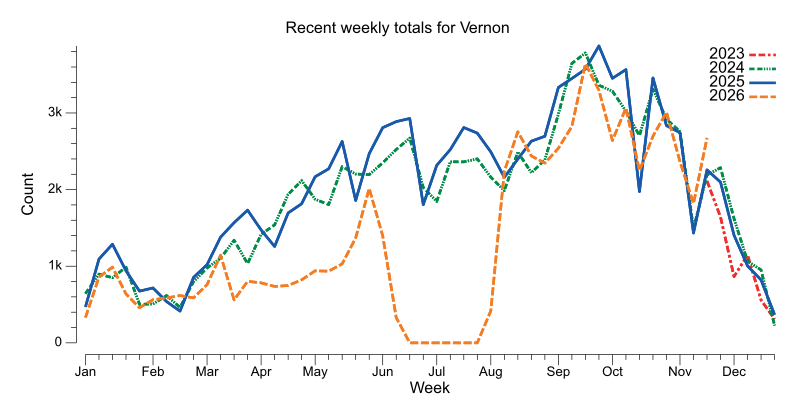 Recent weekly totals for Vernon
2023
2024
2025
2026
3k
2k
1k
0
Count
Jan Feb Mar Apr May Jun Jul Aug Sep Oct Nov Dec
Week